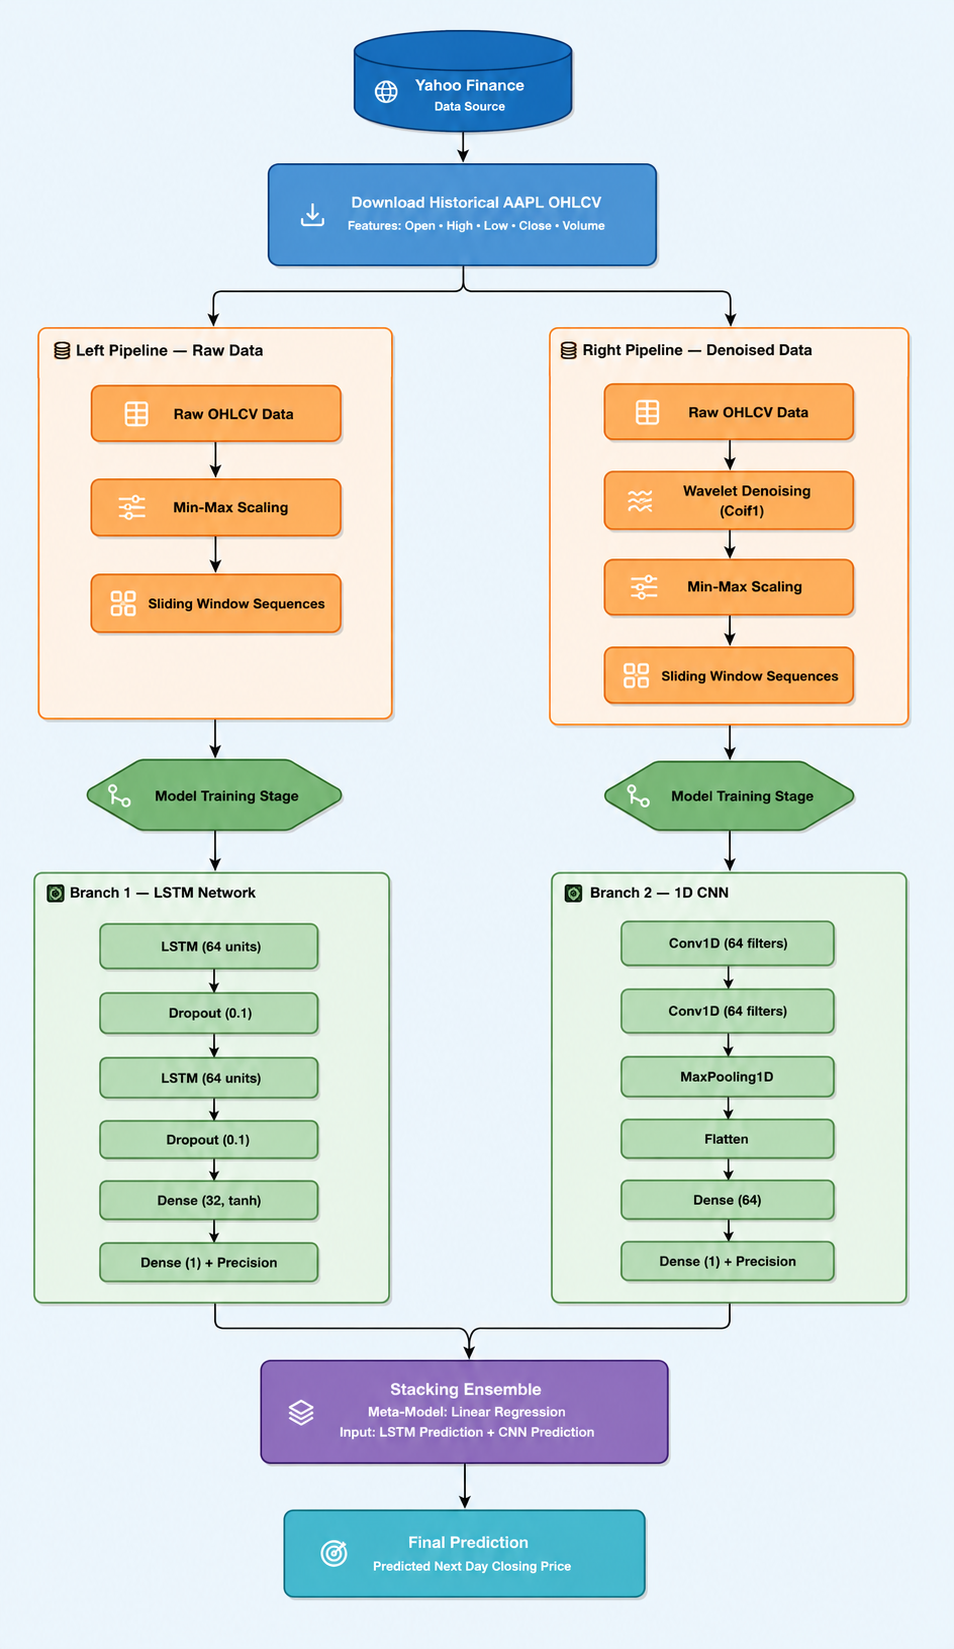 Yahoo Finance
Data Source
Download Historical AAPL OHLCV
Features: Open • High • Low • Close • Volume
Left Pipeline — Raw Data
Raw OHLCV Data
Min-Max Scaling
Sliding Window Sequences
Right Pipeline — Denoised Data
Raw OHLCV Data
Wavelet Denoising
(Coif1)
Min-Max Scaling
Sliding Window Sequences
Model Training Stage
Model Training Stage
Branch 1 — LSTM Network
LSTM (64 units)
Dropout (0.1)
LSTM (64 units)
Dropout (0.1)
Dense (32, tanh)
Dense (1) + Precision
Branch 2 — 1D CNN
Conv1D (64 filters)
Conv1D (64 filters)
MaxPooling1D
Flatten
Dense (64)
Dense (1) + Precision
Stacking Ensemble
Meta-Model: Linear Regression
Input: LSTM Prediction + CNN Prediction
Final Prediction
Predicted Next Day Closing Price